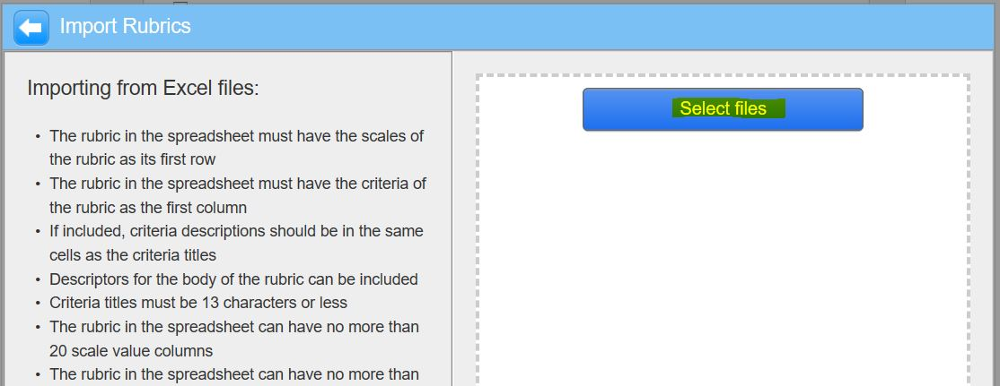 Import Rubrics
Importing from Excel files:
• The rubric in the spreadsheet must have the scales of
the rubric as its first row
• The rubric in the spreadsheet must have the criteria of
the rubric as the first column
• If included, criteria descriptions should be in the same
cells as the criteria titles
• Descriptors for the body of the rubric can be included
• Criteria titles must be 13 characters or less
• The rubric in the spreadsheet can have no more than
20 scale value columns
• The rubric in the spreadsheet can have no more than
Select files